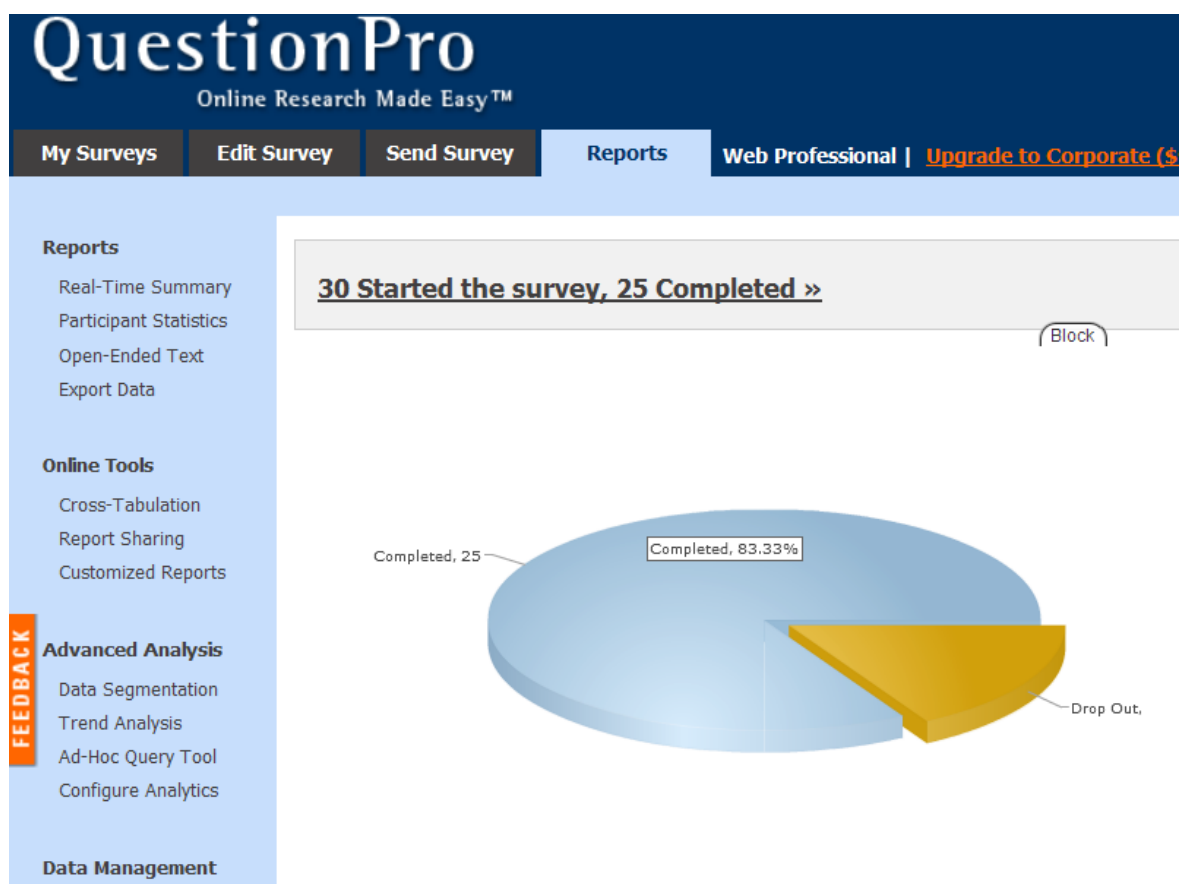 QuestionPro
Online Research Made Easy™
My Surveys Edit Survey Send Survey Reports Web Professional | Upgrade to Corporate ($
Reports
Real-Time Summary
Participant Statistics
Open-Ended Text
Export Data
Online Tools
Cross-Tabulation
Report Sharing
Customized Reports
Advanced Analysis
Data Segmentation
Trend Analysis
Ad-Hoc Query Tool
Configure Analytics
Data Management
FEEDBACK
30 Started the survey, 25 Completed »
Block
Completed, 25
Completed, 83.33%
Drop Out,